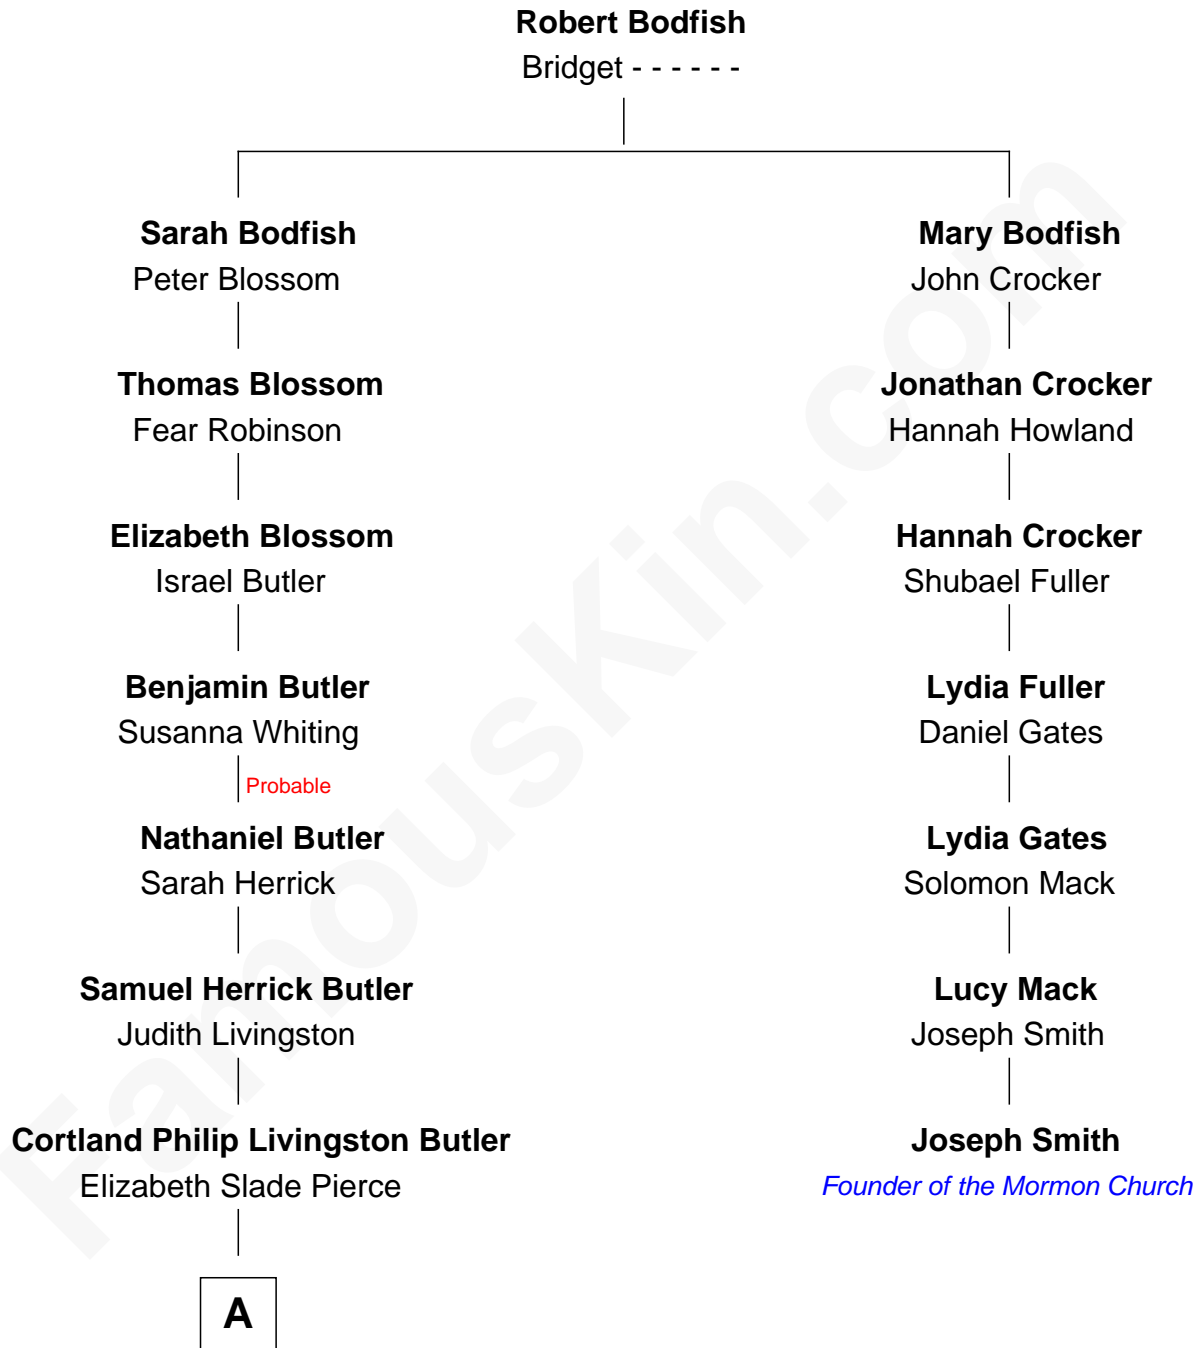 Robert Bodfish
Bridget - - - - - -
Sarah Bodfish
Peter Blossom
Mary Bodfish
John Crocker
Thomas Blossom
Fear Robinson
Jonathan Crocker
Hannah Howland
Elizabeth Blossom
Israel Butler
Hannah Crocker
Shubael Fuller
Benjamin Butler
Susanna Whiting
Lydia Fuller
Daniel Gates
Probable
Nathaniel Butler
Sarah Herrick
Lydia Gates
Solomon Mack
Samuel Herrick Butler
Judith Livingston
Lucy Mack
Joseph Smith
Cortland Philip Livingston Butler
Elizabeth Slade Pierce
Joseph Smith
Founder of the Mormon Church
A
FamousKin.com